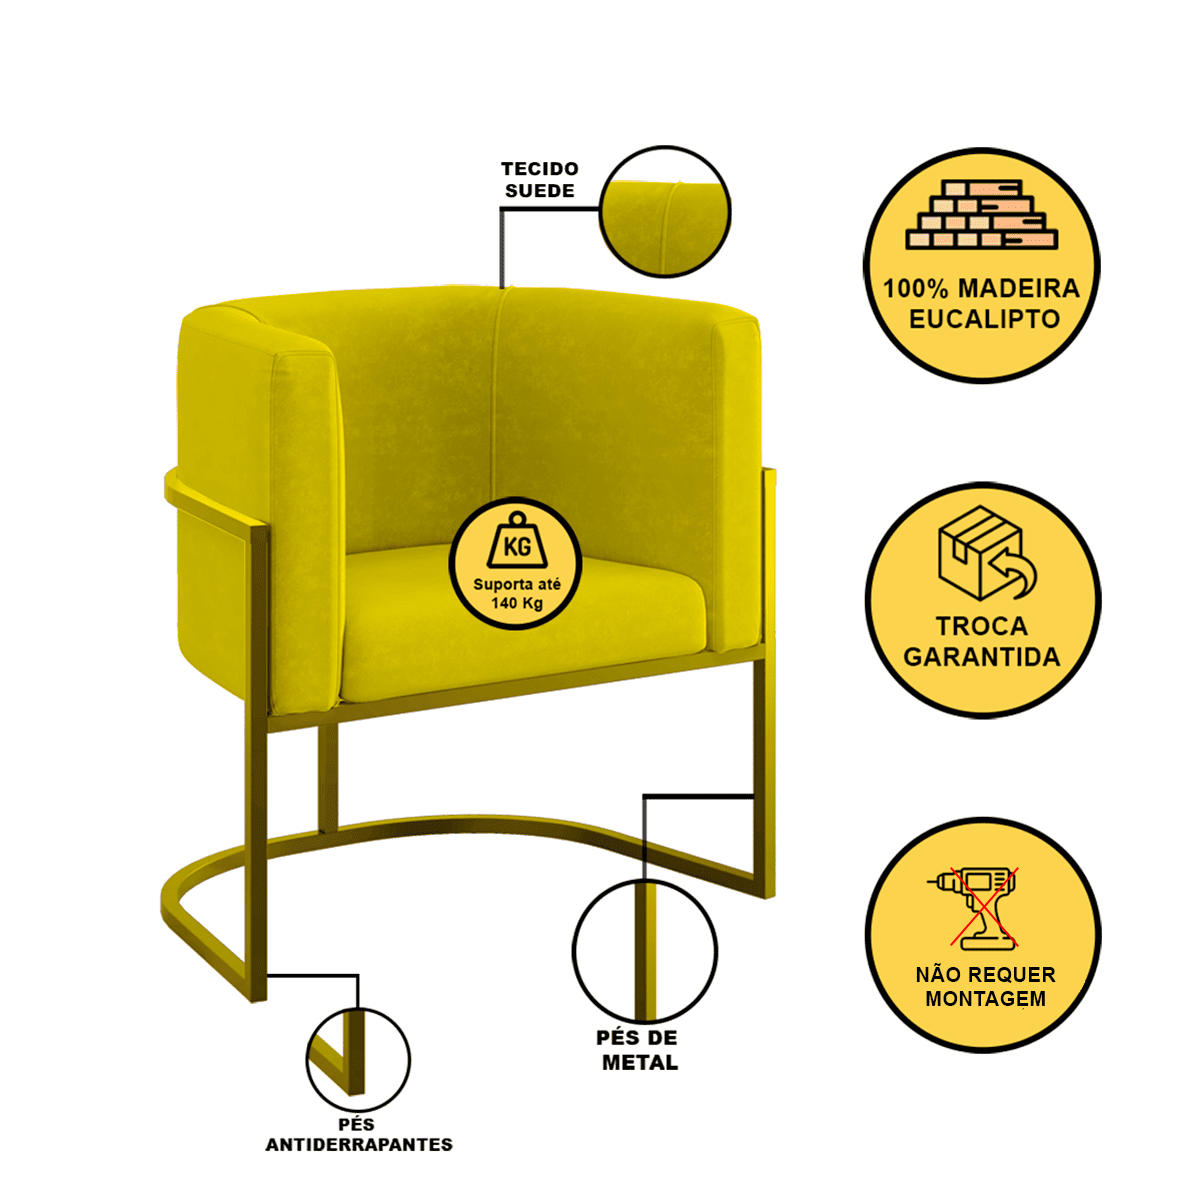 TECIDO
SUEDE
100% MADEIRA
EUCALIPTO
KG
Suporta até
140 Kg
TROCA
GARANTIDA
NÃO REQUER
MONTAGEM
PÉS DE
METAL
PÉS
ANTIDERRAPANTES